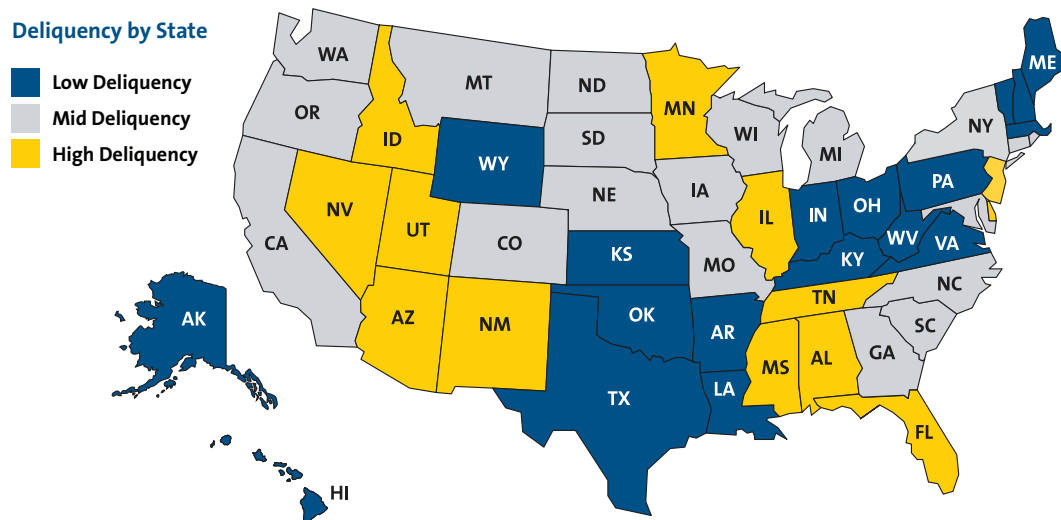 Deliquency by State
Low Deliquency
Mid Deliquency
High Deliquency
WA
OR
CA
ID
NV
MT
WY
UT
AZ
CO
NM
ND
SD
NE
KS
OK
TX
MN
IA
MO
AR
LA
WI
IL
MI
IN
OH
KY
TN
MS
AL
GA
FL
SC
NC
VA
WV
PA
NY
ME
AK
HI